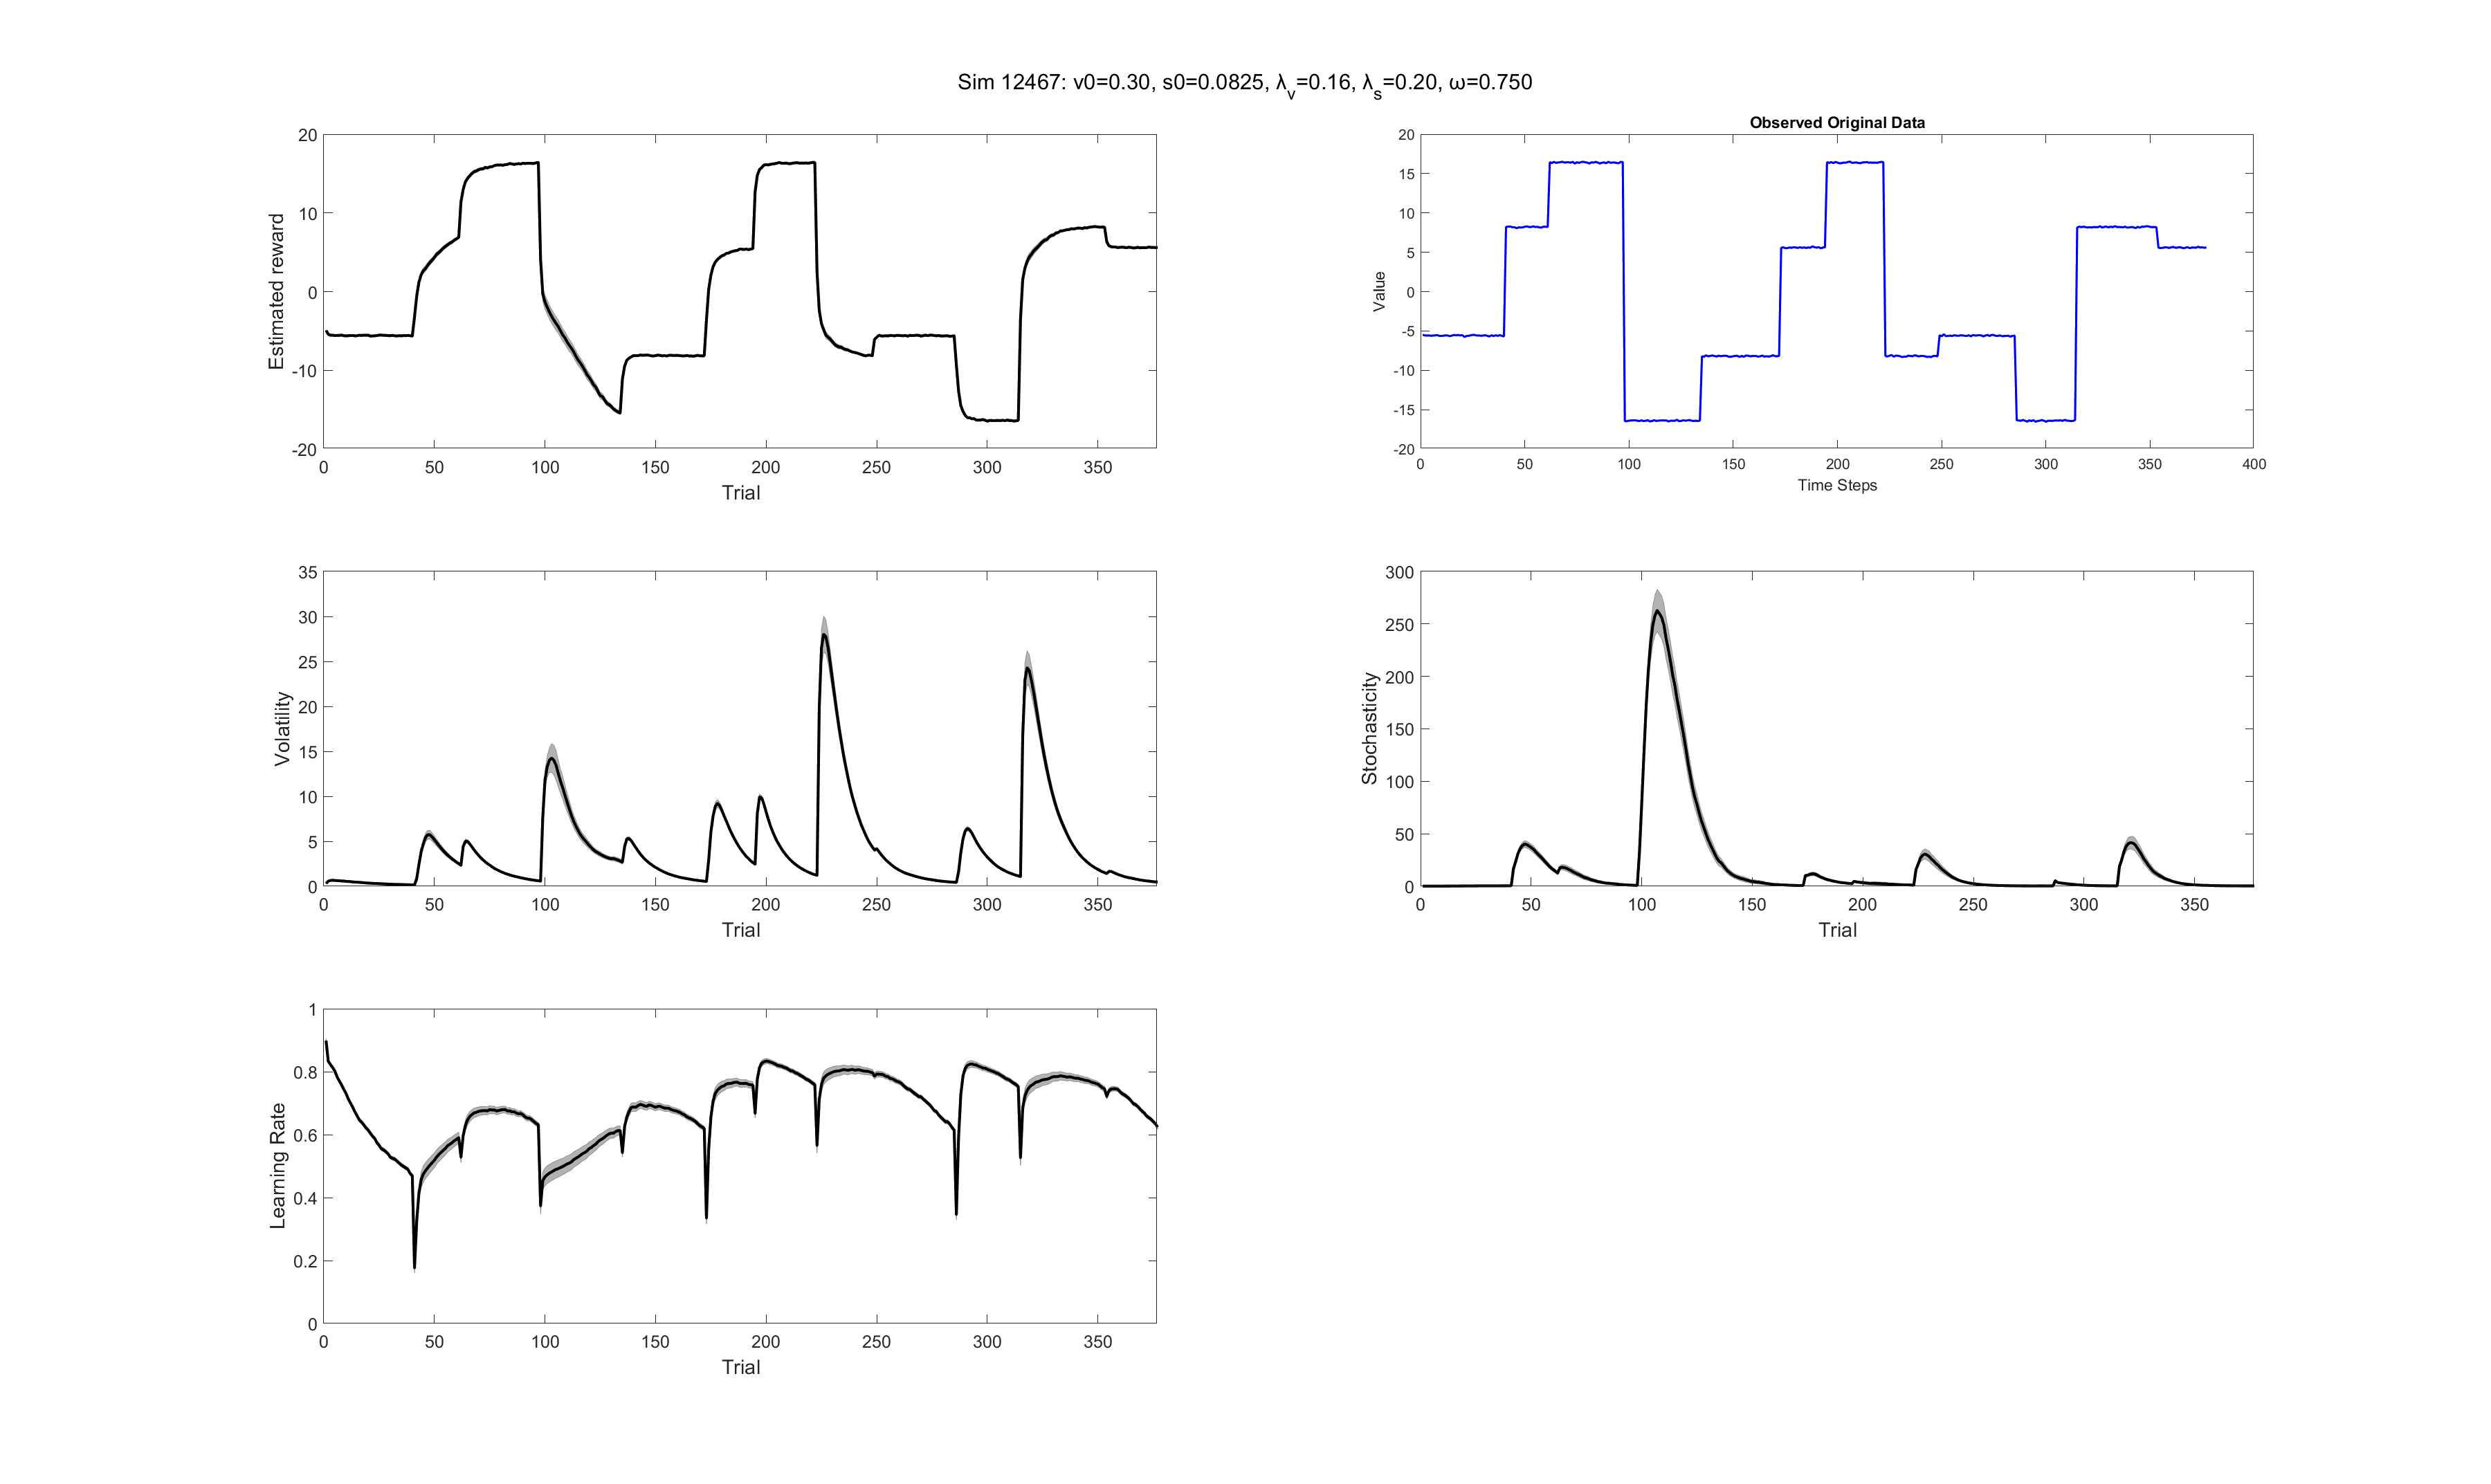 Sim 12467: v0=0.30, s0=0.0825, λv=0.16, λs=0.20, ω=0.750
20
10
0
-10
-20
Estimated reward
0 50 100 150 200 250 300 350
Trial
Observed Original Data
20
15
10
5
0
-5
-10
-15
-20
Value
0 50 100 150 200 250 300 350 400
Time Steps
35
30
25
20
15
10
5
0
Volatility
0 50 100 150 200 250 300 350
Trial
300
250
200
150
100
50
0
Stochasticity
0 50 100 150 200 250 300 350
Trial
1
0.8
0.6
0.4
0.2
0
Learning Rate
0 50 100 150 200 250 300 350
Trial